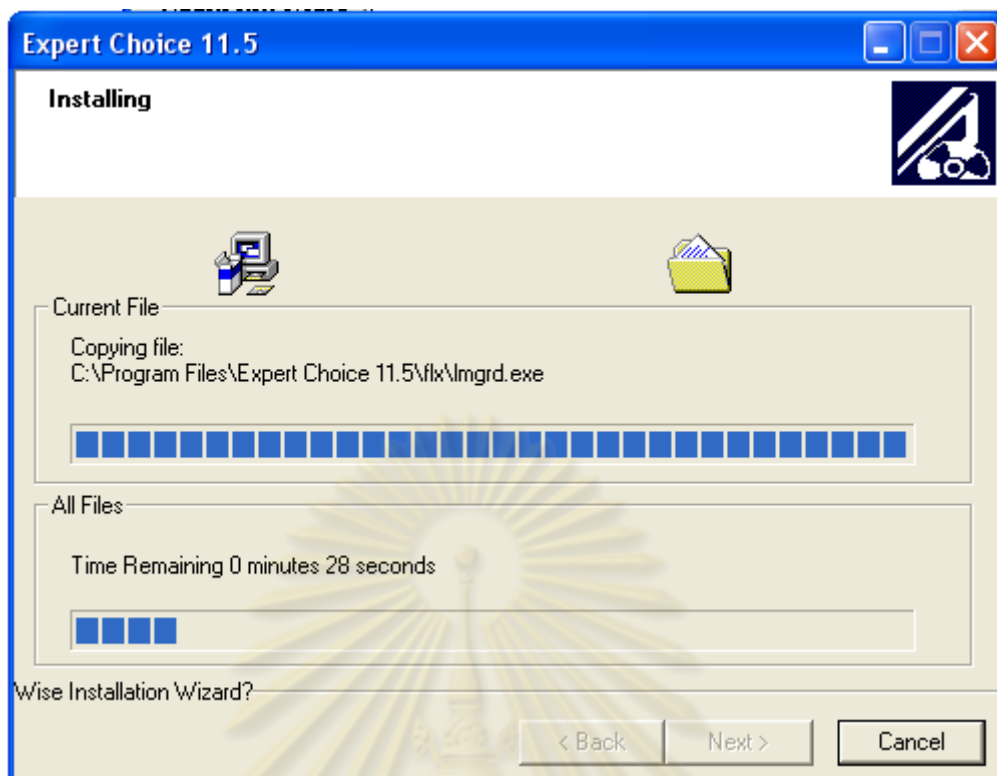 Expert Choice 11.5
Installing
Current File
Copying file:
C:\Program Files\Expert Choice 11.5\flx\lmgrd.exe
All Files
Time Remaining 0 minutes 28 seconds
Wise Installation Wizard?
< Back Next > Cancel